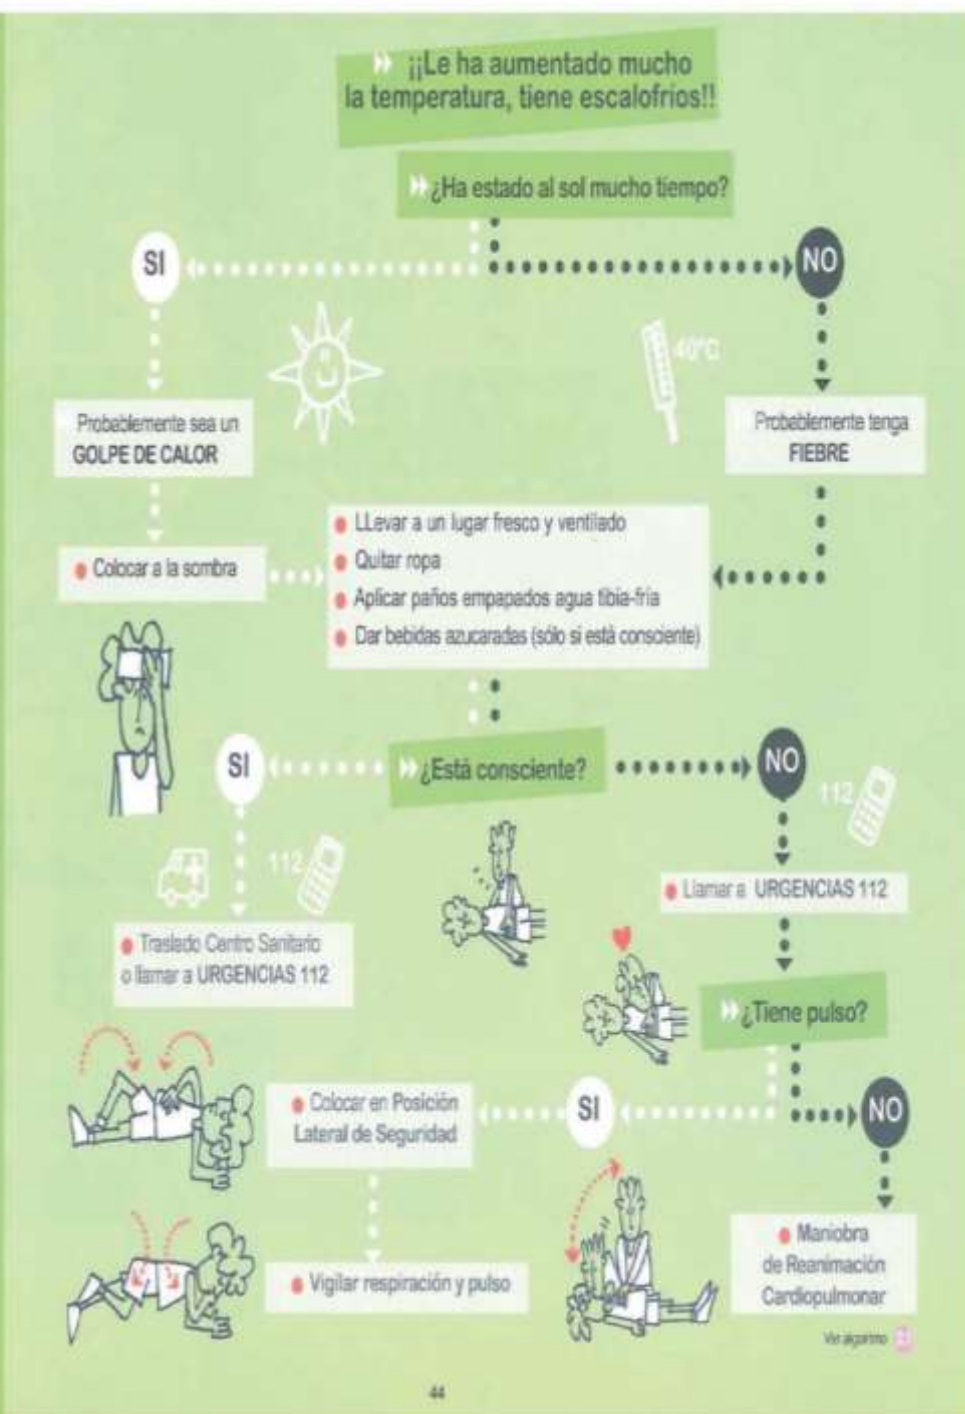 ¡¡Le ha aumentado mucho
la temperatura, tiene escalofrios!!
¿Ha estado al sol mucho tiempo?
SI
NO
40ºC
Probablemente sea un
GOLPE DE CALOR
Probablemente tenga
FIEBRE
Colocar a la sombra
LLevar a un lugar fresco y ventilado
Quitar ropa
Aplicar paños empapados agua tibia-fría
Dar bebidas azucaradas (sólo si está consciente)
¿Está consciente?
SI
NO
112
112
Llamar a URGENCIAS 112
Traslado Centro Sanitario
o llamar a URGENCIAS 112
¿Tiene pulso?
SI
NO
Colocar en Posición
Lateral de Seguridad
Vigilar respiración y pulso
Maniobra
de Reanimación
Cardiopulmonar
Ver algoritmo
44